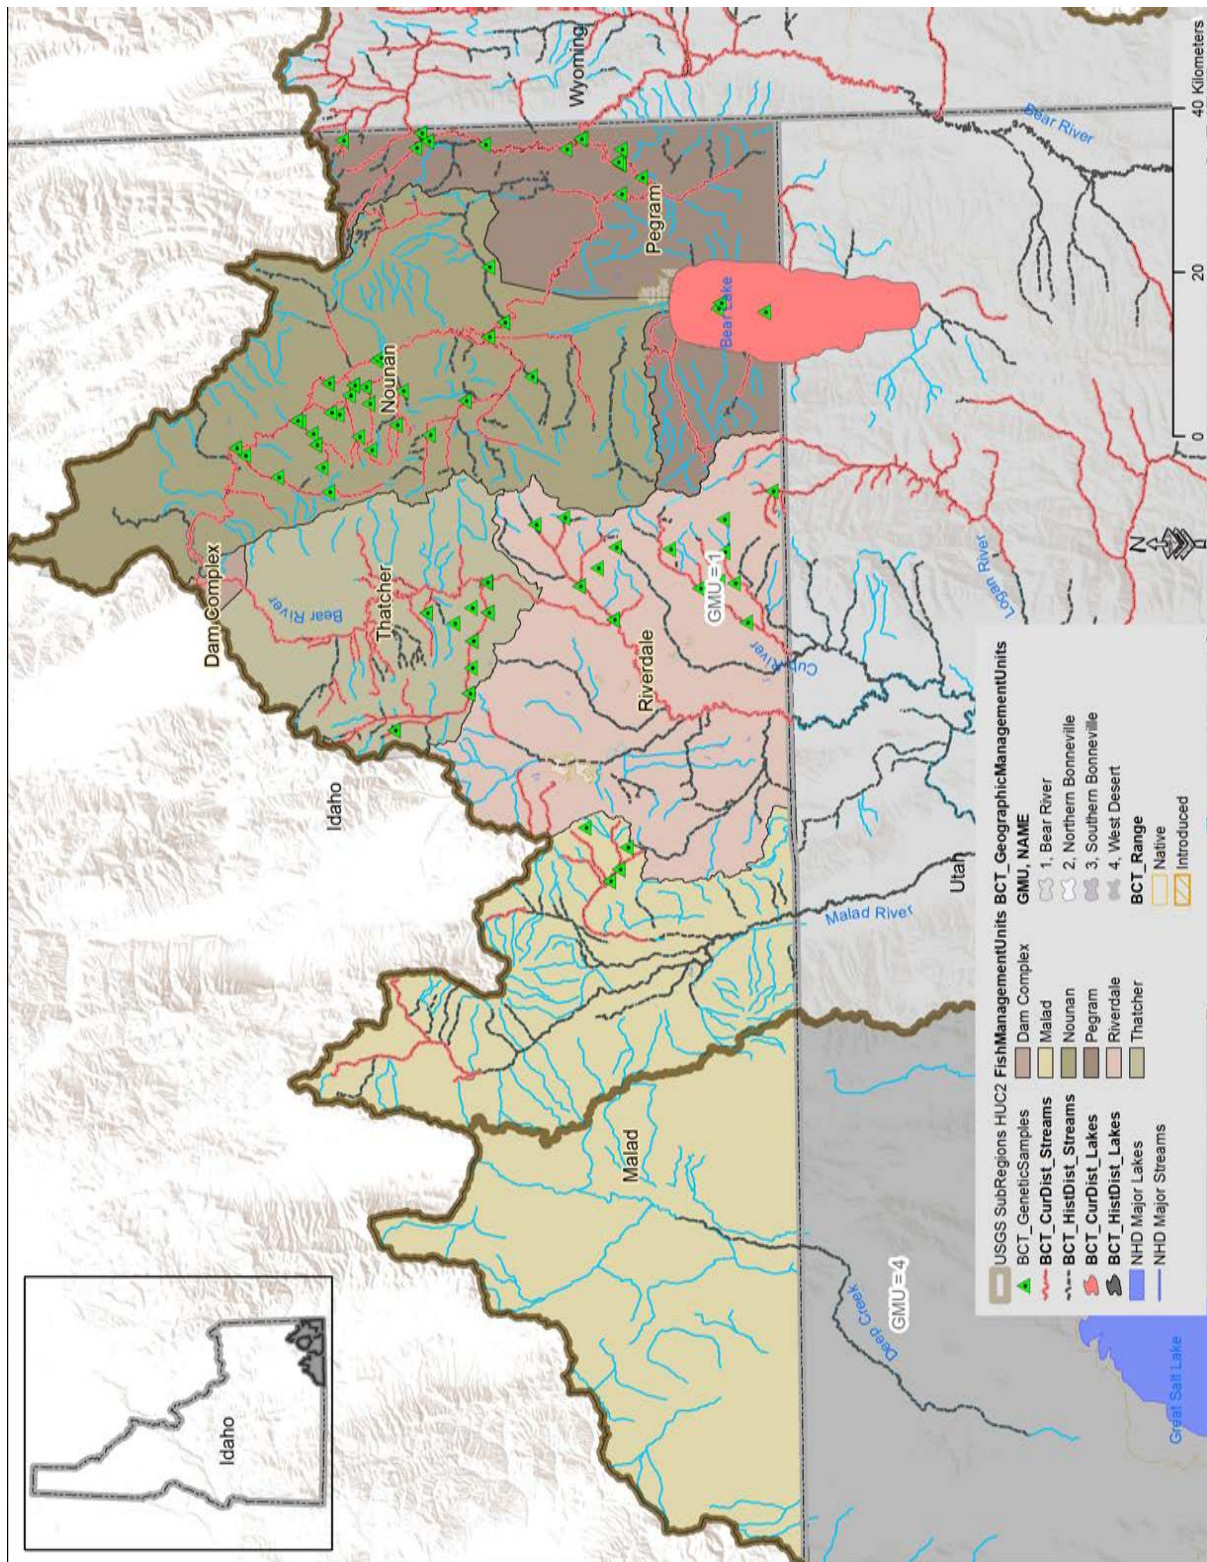 Idaho
Idaho
Wyoming
Dam Complex
Bear River
Nounan
Thatcher
Pegram
Bear Lake
Riverdale
GMU = 1
Malad
Malad River
Utah
Logan River
Bear River
Deep Creek
GMU = 4
Great Salt Lake
N
0
20
40 Kilometers
USGS SubRegions HUC2
BCT_GeneticSamples
BCT_CurDist_Streams
BCT_HistDist_Streams
BCT_CurDist_Lakes
BCT_HistDist_Lakes
NHD Major Lakes
NHD Major Streams
FishManagementUnits
Dam Complex
Malad
Nounan
Pegram
Riverdale
Thatcher
BCT_GeographicManagementUnits
GMU, NAME
1, Bear River
2, Northern Bonneville
3, Southern Bonneville
4, West Desert
BCT_Range
Native
Introduced